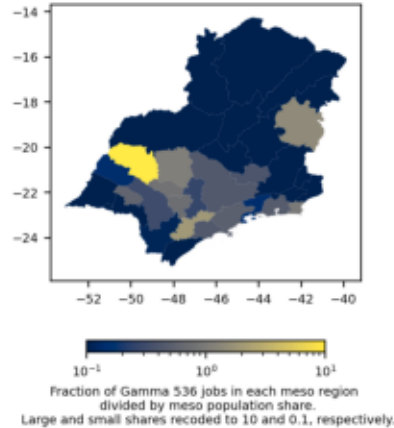 −14
−16
−18
−20
−22
−24
−52 −50 −48 −46 −44 −42 −40
10⁻¹ 10⁰ 10¹
Fraction of Gamma 536 jobs in each meso region
divided by meso population share.
Large and small shares recoded to 10 and 0.1, respectively.